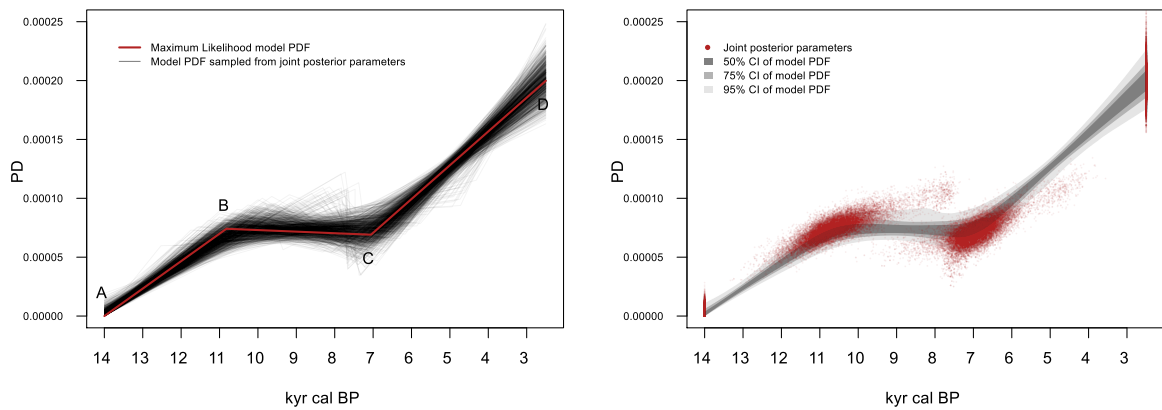 0.00025
0.00020
0.00015
0.00010
0.00005
0.00000
PD
Maximum Likelihood model PDF
Model PDF sampled from joint posterior parameters
A
B
C
D
14 13 12 11 10 9 8 7 6 5 4 3
kyr cal BP
0.00025
0.00020
0.00015
0.00010
0.00005
0.00000
PD
Joint posterior parameters
50% CI of model PDF
75% CI of model PDF
95% CI of model PDF
14 13 12 11 10 9 8 7 6 5 4 3
kyr cal BP